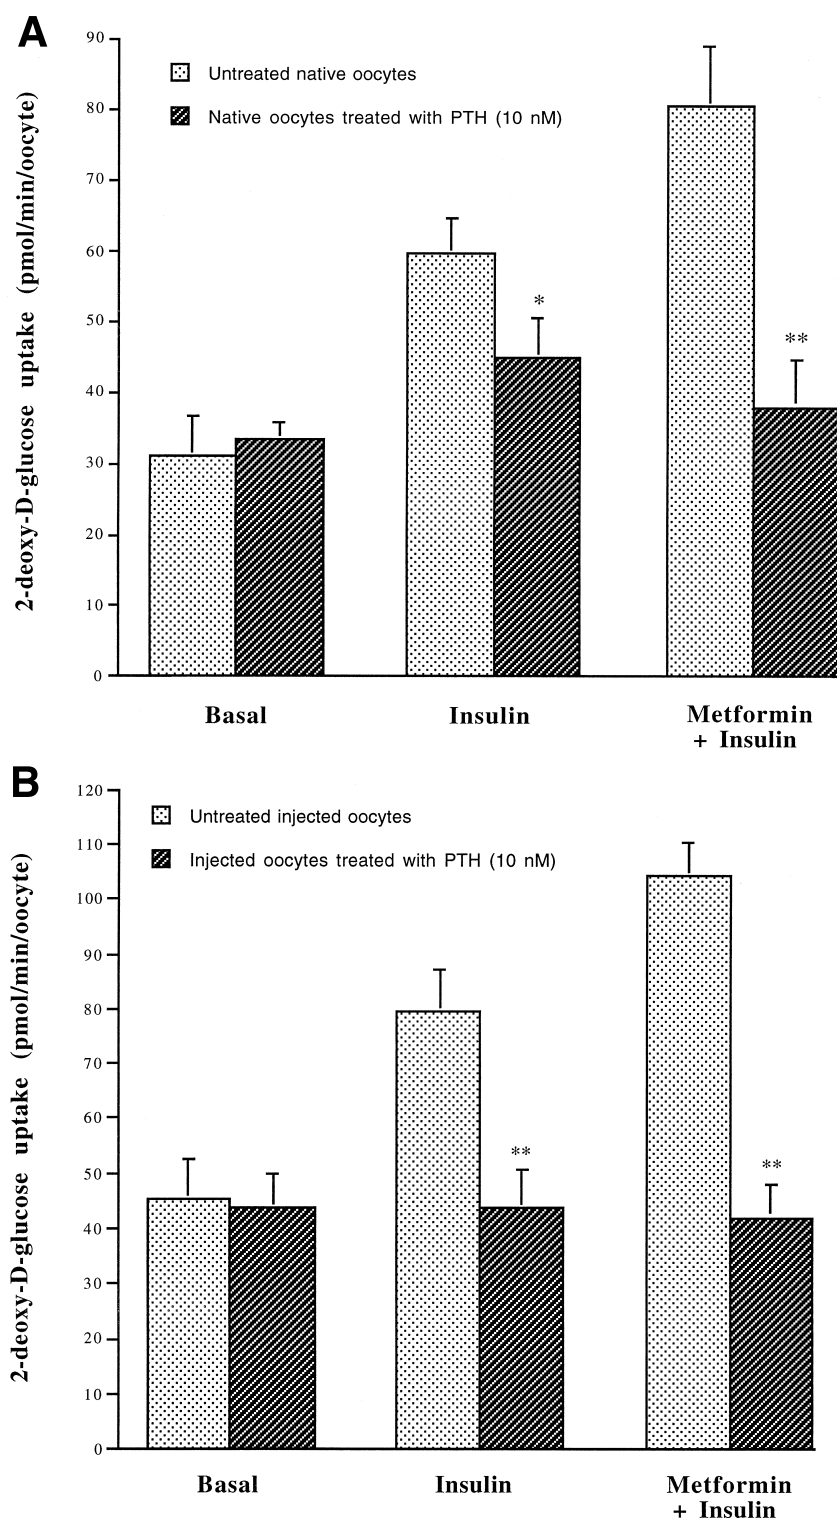 A
90
80
70
60
50
40
30
20
10
0
2-deoxy-D-glucose uptake (pmol/min/oocyte)
Untreated native oocytes
Native oocytes treated with PTH (10 nM)
*
**
Basal
Insulin
Metformin
+ Insulin
B
120
110
100
90
80
70
60
50
40
30
20
10
0
2-deoxy-D-glucose uptake (pmol/min/oocyte)
Untreated injected oocytes
Injected oocytes treated with PTH (10 nM)
**
**
Basal
Insulin
Metformin
+ Insulin